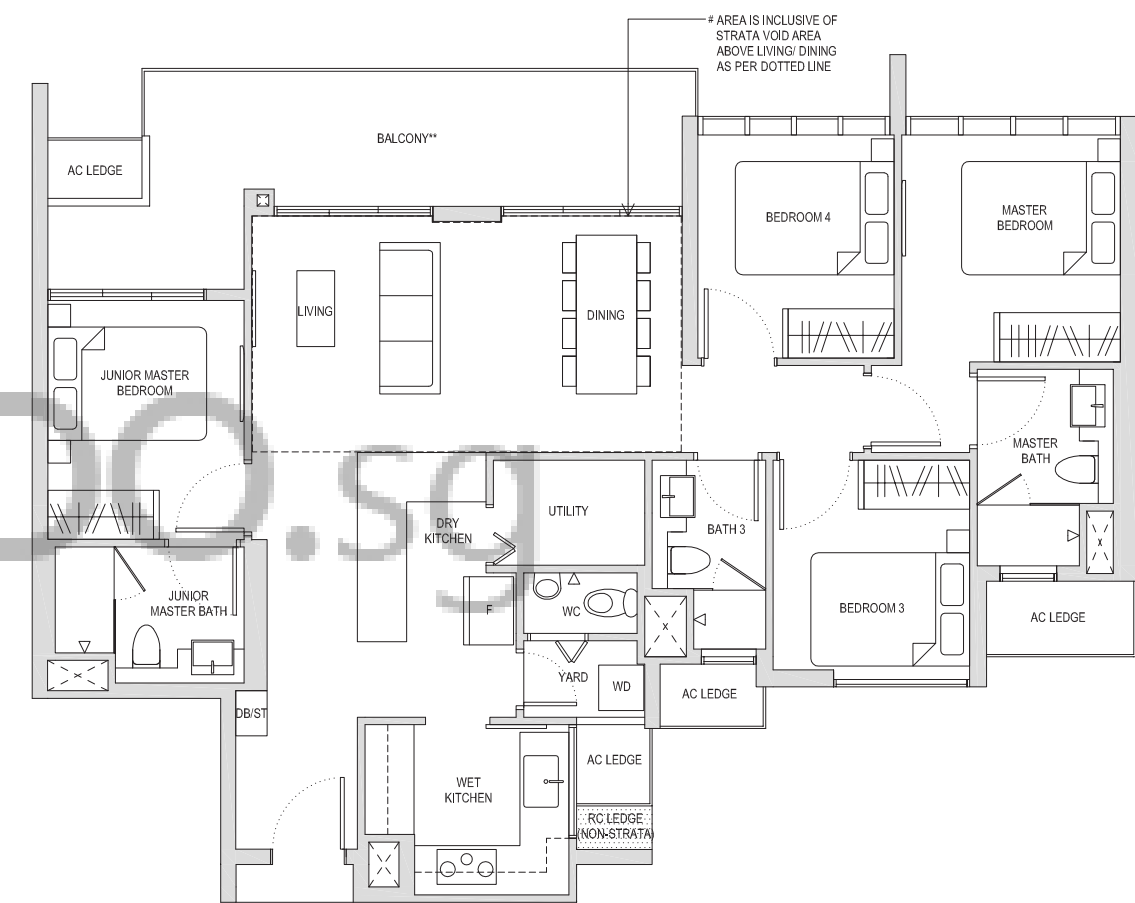 # AREA IS INCLUSIVE OF
STRATA VOID AREA
ABOVE LIVING/ DINING
AS PER DOTTED LINE
BALCONY**
AC LEDGE
BEDROOM 4
MASTER
BEDROOM
LIVING
DINING
JUNIOR MASTER
BEDROOM
MASTER
BATH
DRY
KITCHEN
UTILITY
BATH 3
JUNIOR
MASTER BATH
F
WC
BEDROOM 3
AC LEDGE
YARD
WD
AC LEDGE
DB/ST
WET
KITCHEN
AC LEDGE
RC LEDGE
(NON-STRATA)
O.sg